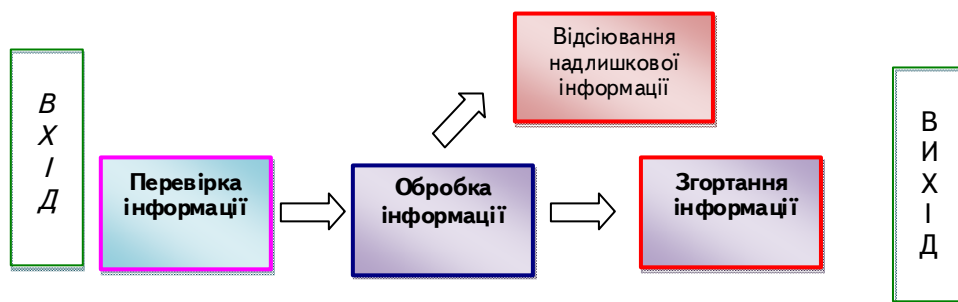 В
Х
І
Д
Перевірка
інформації
Обробка
інформації
Відсіювання
надлишкової
інформації
Згортання
інформації
В
И
Х
І
Д